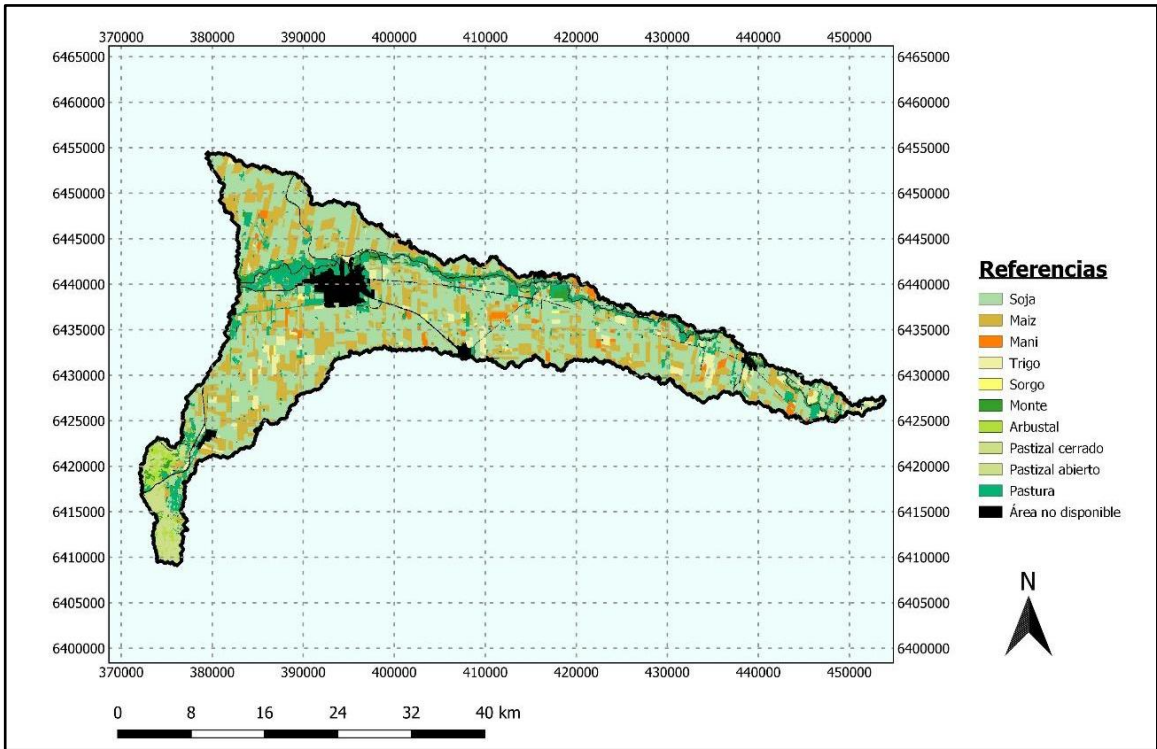 370000 380000 390000 400000 410000 420000 430000 440000 450000
6465000 6465000
6460000 6460000
6455000 6455000
6450000 6450000
6445000 6445000
6440000 6440000
6435000 6435000
6430000 6430000
6425000 6425000
6420000 6420000
6415000 6415000
6410000 6410000
6405000 6405000
6400000 6400000
370000 380000 390000 400000 410000 420000 430000 440000 450000
Referencias
Soja
Maiz
Mani
Trigo
Sorgo
Monte
Arbustal
Pastizal cerrado
Pastizal abierto
Pastura
Área no disponible
N
0 8 16 24 32 40 km